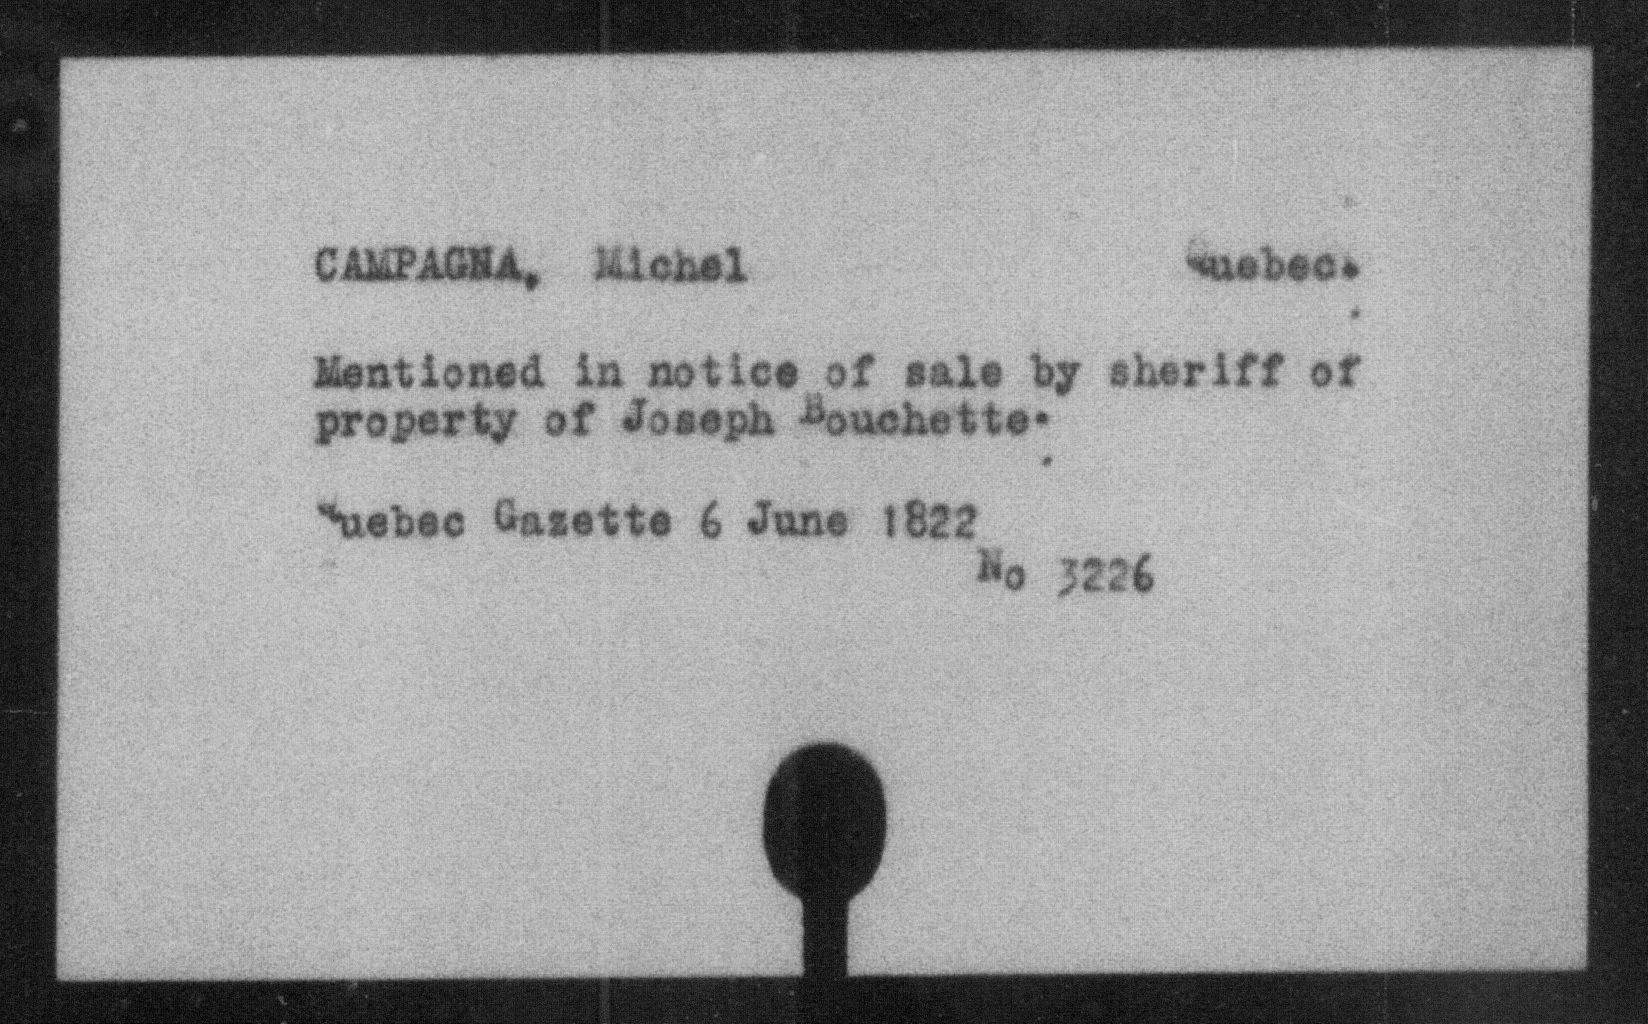 CAMPAGNA, Michel Quebec.
Mentioned in notice of sale by sheriff of
property of Joseph Bouchette.
Quebec Gazette 6 June 1822
No 3226